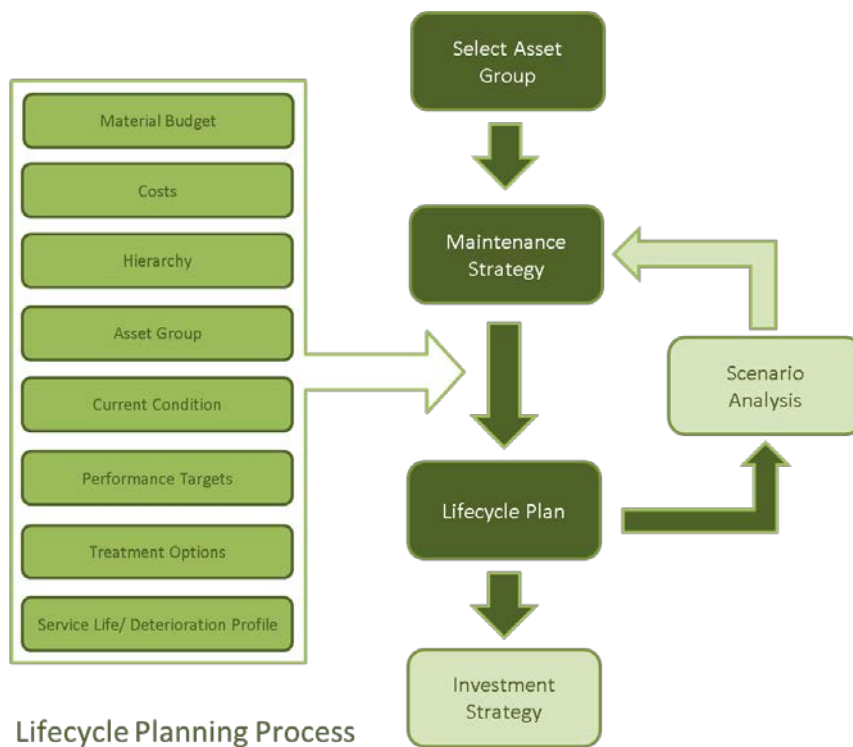 Select Asset
Group
Material Budget
Costs
Hierarchy
Asset Group
Current Condition
Performance Targets
Treatment Options
Service Life/ Deterioration Profile
Maintenance
Strategy
Scenario
Analysis
Lifecycle Plan
Investment
Strategy
Lifecycle Planning Process